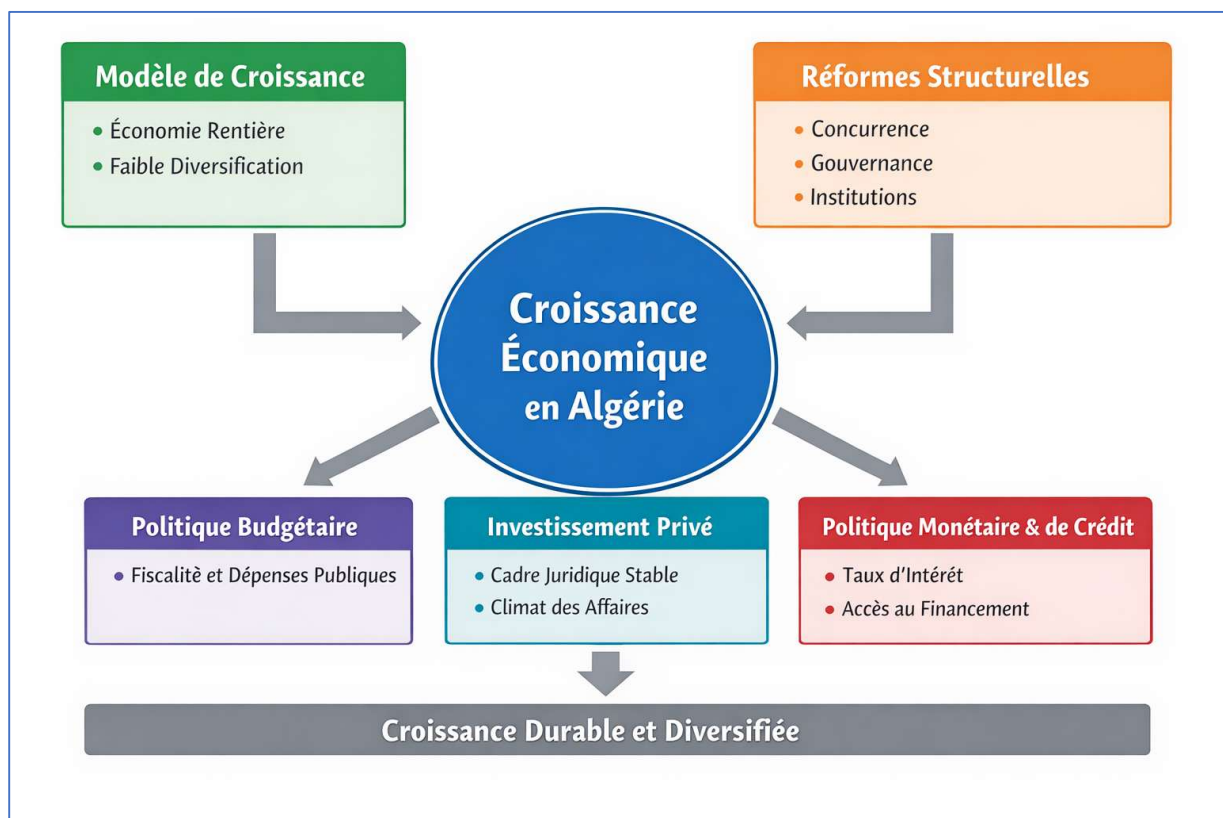 Modèle de Croissance
• Économie Rentière
• Faible Diversification
Réformes Structurelles
• Concurrence
• Gouvernance
• Institutions
Croissance
Économique
en Algérie
Politique Budgétaire
• Fiscalitè et Dépenses Publiques
Investissement Privé
• Cadre Juridique Stable
• Climat des Affaires
Politique Monétaire & de Crédit
• Taux d'Intérét
• Accès au Financement
Croissance Durable et Diversifiée